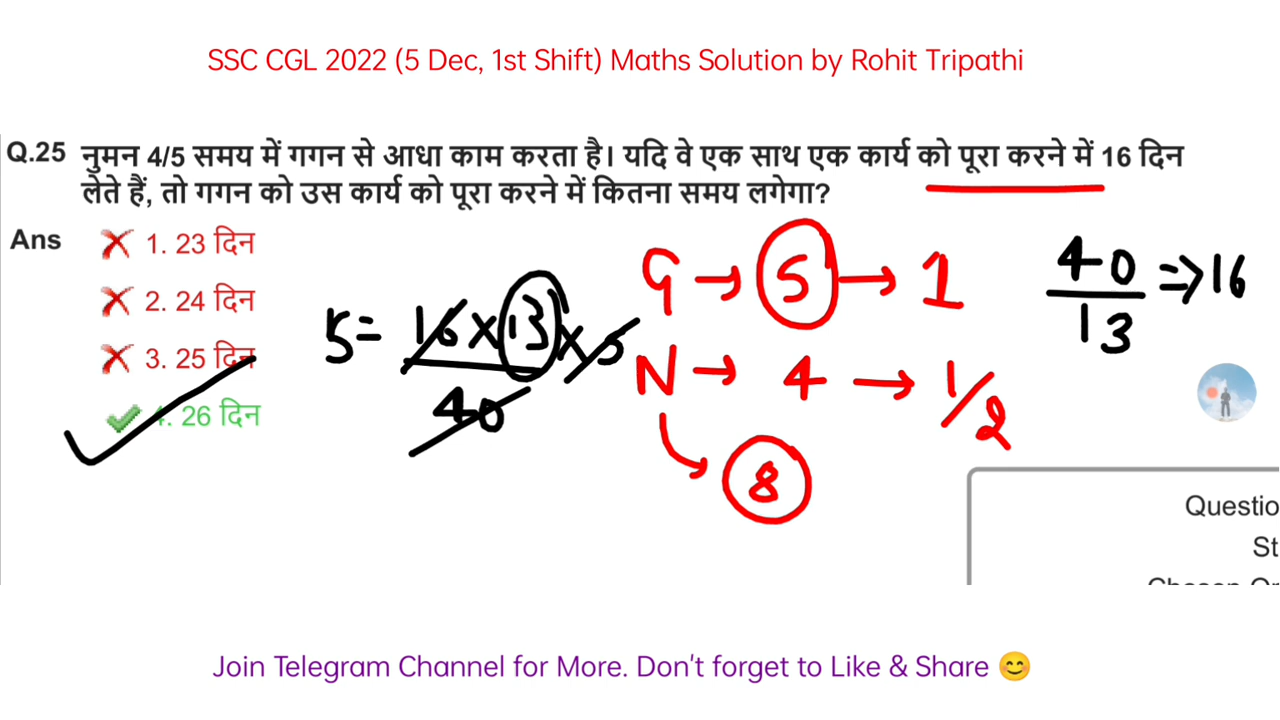 SSC CGL 2022 (5 Dec, 1st Shift) Maths Solution by Rohit Tripathi
Q.25 नुमन 4/5 समय में गगन से आधा काम करता है। यदि वे एक साथ एक कार्य को पूरा करने में 16 दिन
लेते हैं, तो गगन को उस कार्य को पूरा करने में कितना समय लगेगा?
Ans
1. 23 दिन
2. 24 दिन
3. 25 दिन
4. 26 दिन
5 = 16 x 13 x 5
40
G → 5 → 1
N → 4 → 1/2
8
40
13
=> 16
Questio
St
Join Telegram Channel for More. Don't forget to Like & Share 😊